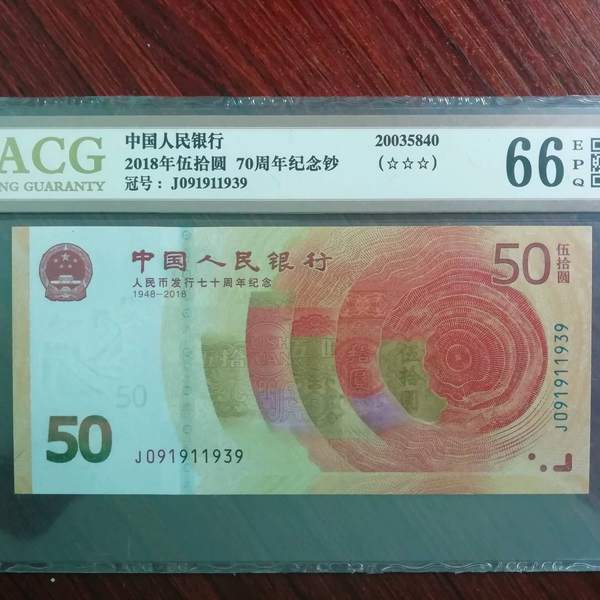 ACG
NG GUARANTY
中国人民银行
2018年伍拾圆 70周年纪念钞
冠号：J091911939
20035840
(☆☆☆)
66
EPQ
中国人民银行
人民币发行七十周年纪念
1948-2018
50
伍拾圆
50
50
J091911939
J091911939
伍拾圆